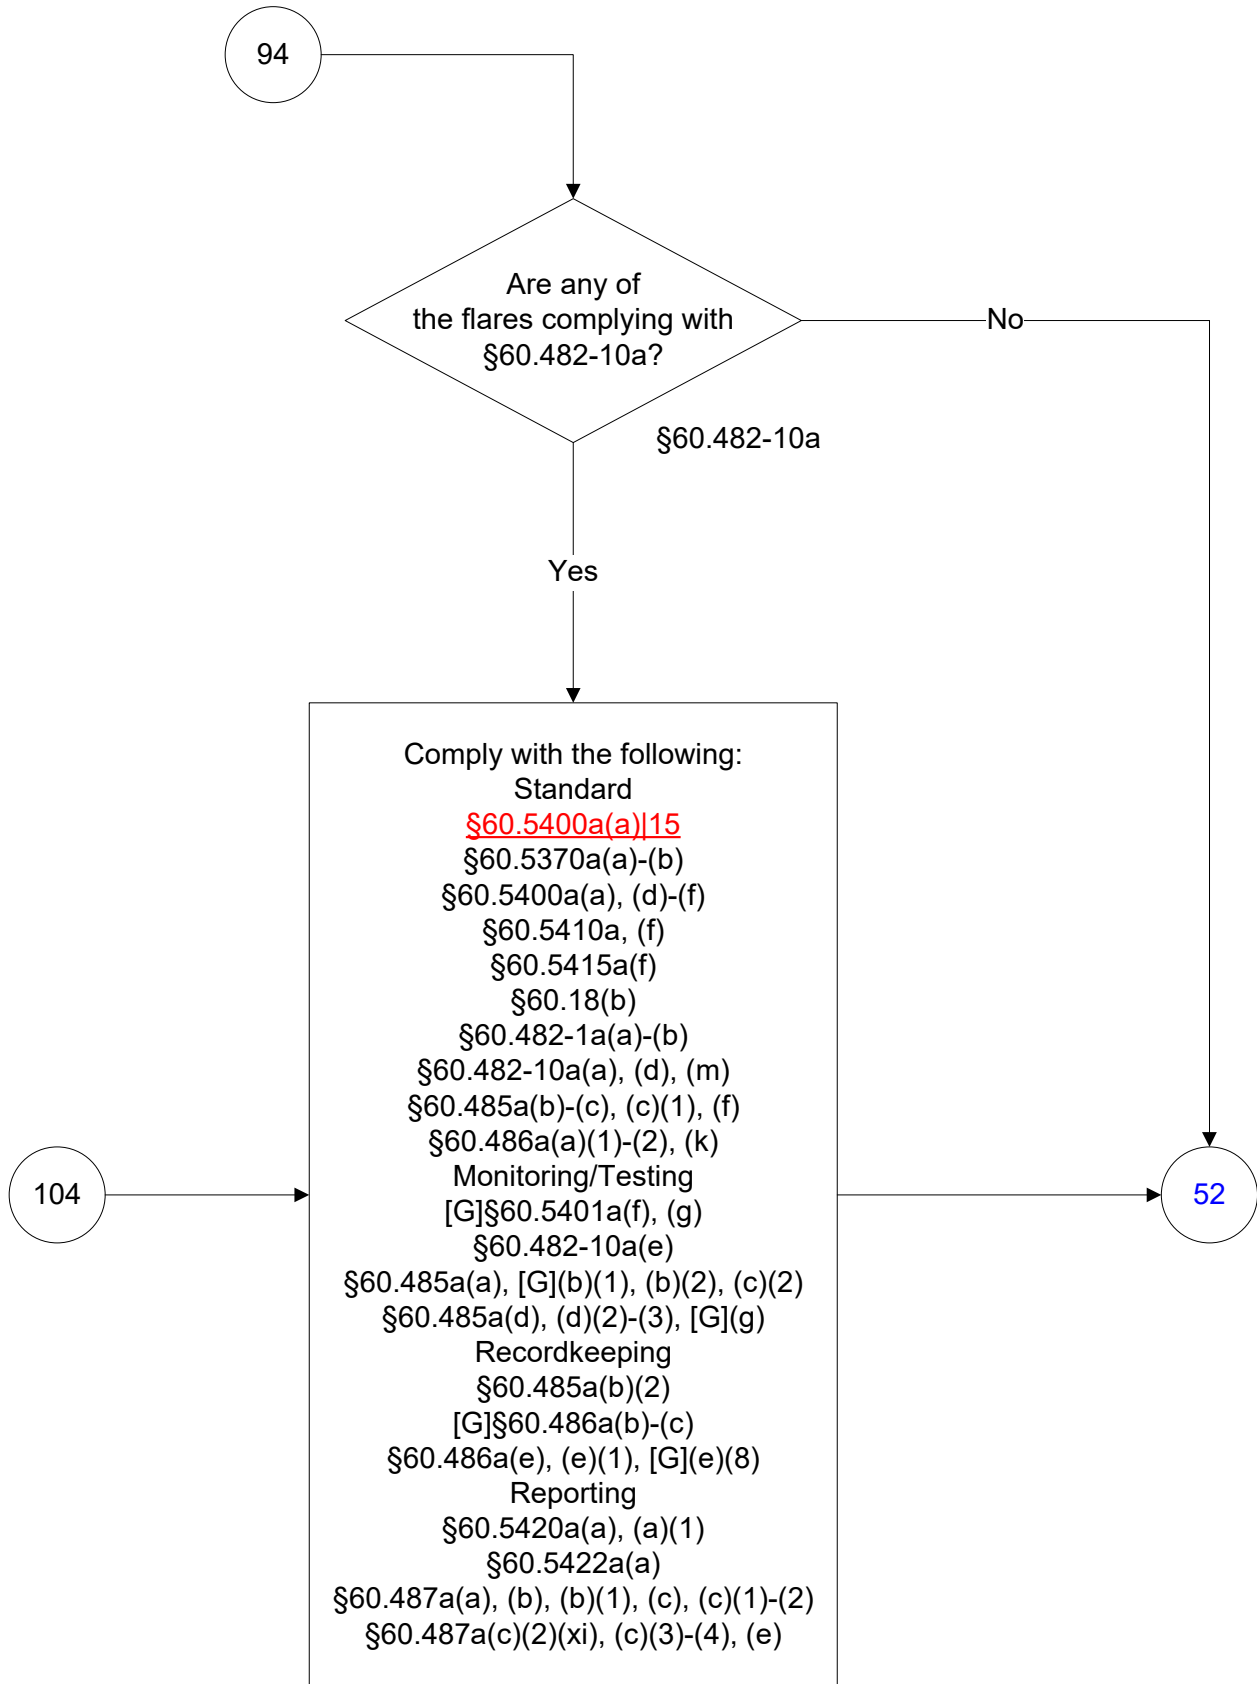 94
Are any of
the flares complying with
§60.482-10a?
No
§60.482-10a
Yes
Comply with the following:
Standard
§60.5400a(a)|15
§60.5370a(a)-(b)
§60.5400a(a), (d)-(f)
§60.5410a, (f)
§60.5415a(f)
§60.18(b)
§60.482-1a(a)-(b)
§60.482-10a(a), (d), (m)
§60.485a(b)-(c), (c)(1), (f)
§60.486a(a)(1)-(2), (k)
Monitoring/Testing
[G]§60.5401a(f), (g)
§60.482-10a(e)
§60.485a(a), [G](b)(1), (b)(2), (c)(2)
§60.485a(d), (d)(2)-(3), [G](g)
Recordkeeping
§60.485a(b)(2)
[G]§60.486a(b)-(c)
§60.486a(e), (e)(1), [G](e)(8)
Reporting
§60.5420a(a), (a)(1)
§60.5422a(a)
§60.487a(a), (b), (b)(1), (c), (c)(1)-(2)
§60.487a(c)(2)(xi), (c)(3)-(4), (e)
104
52